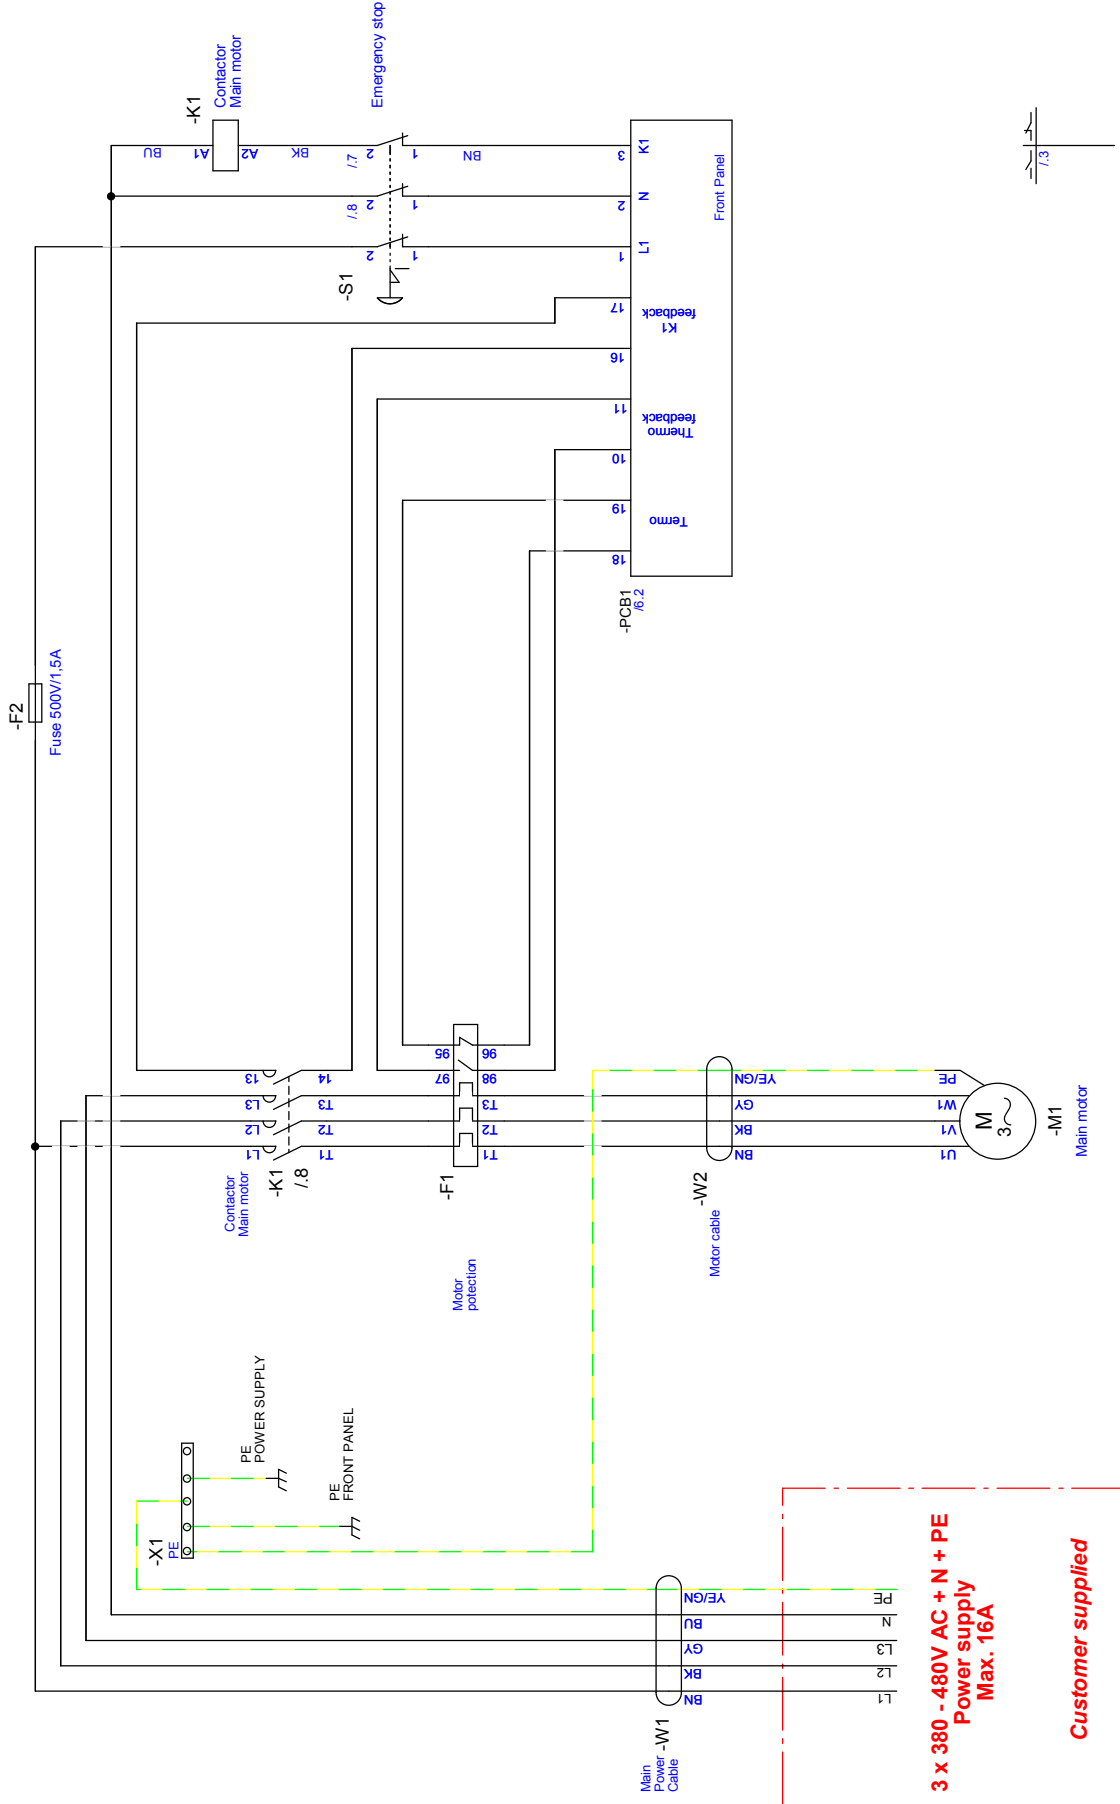 -F2
Fuse 500V/1,5A
-K1
Contactor
Main motor
BU
A1
A2
BK
/.7
2
1
BN
3
K1
Emergency stop
/.8
2
1
2
N
2
1
1
L1
-S1
17
K1
feedback
16
11
Thermo
feedback
10
19
Termo
18
Front Panel
-PCB1
/6.2
/.3
Contactor
Main motor
-K1
/.8
13
14
L3
T3
L2
T2
L1
T1
-F1
Motor
potection
95
96
97
98
T3
T2
T1
-W2
Motor cable
YE/GN
GY
BK
BN
PE
W1
V1
U1
M
3
-M1
Main motor
-X1
PE
PE
POWER SUPPLY
PE
FRONT PANEL
Main
Power
Cable
-W1
YE/GN
BU
GY
BK
BN
PE
N
L3
L2
L1
3 x 380 - 480V AC + N + PE
Power supply
Max. 16A
Customer supplied